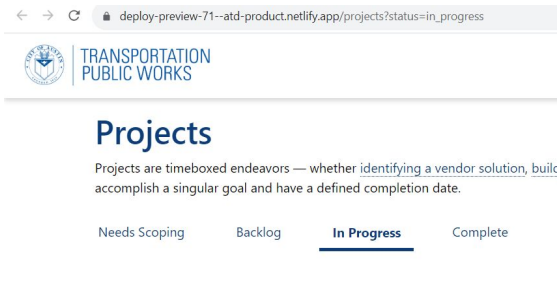 deploy-preview-71--atd-product.netlify.app/projects?status=in_progress
TRANSPORTATION
PUBLIC WORKS
Projects
Projects are timeboxed endeavors — whether identifying a vendor solution, build
accomplish a singular goal and have a defined completion date.
Needs Scoping Backlog In Progress Complete